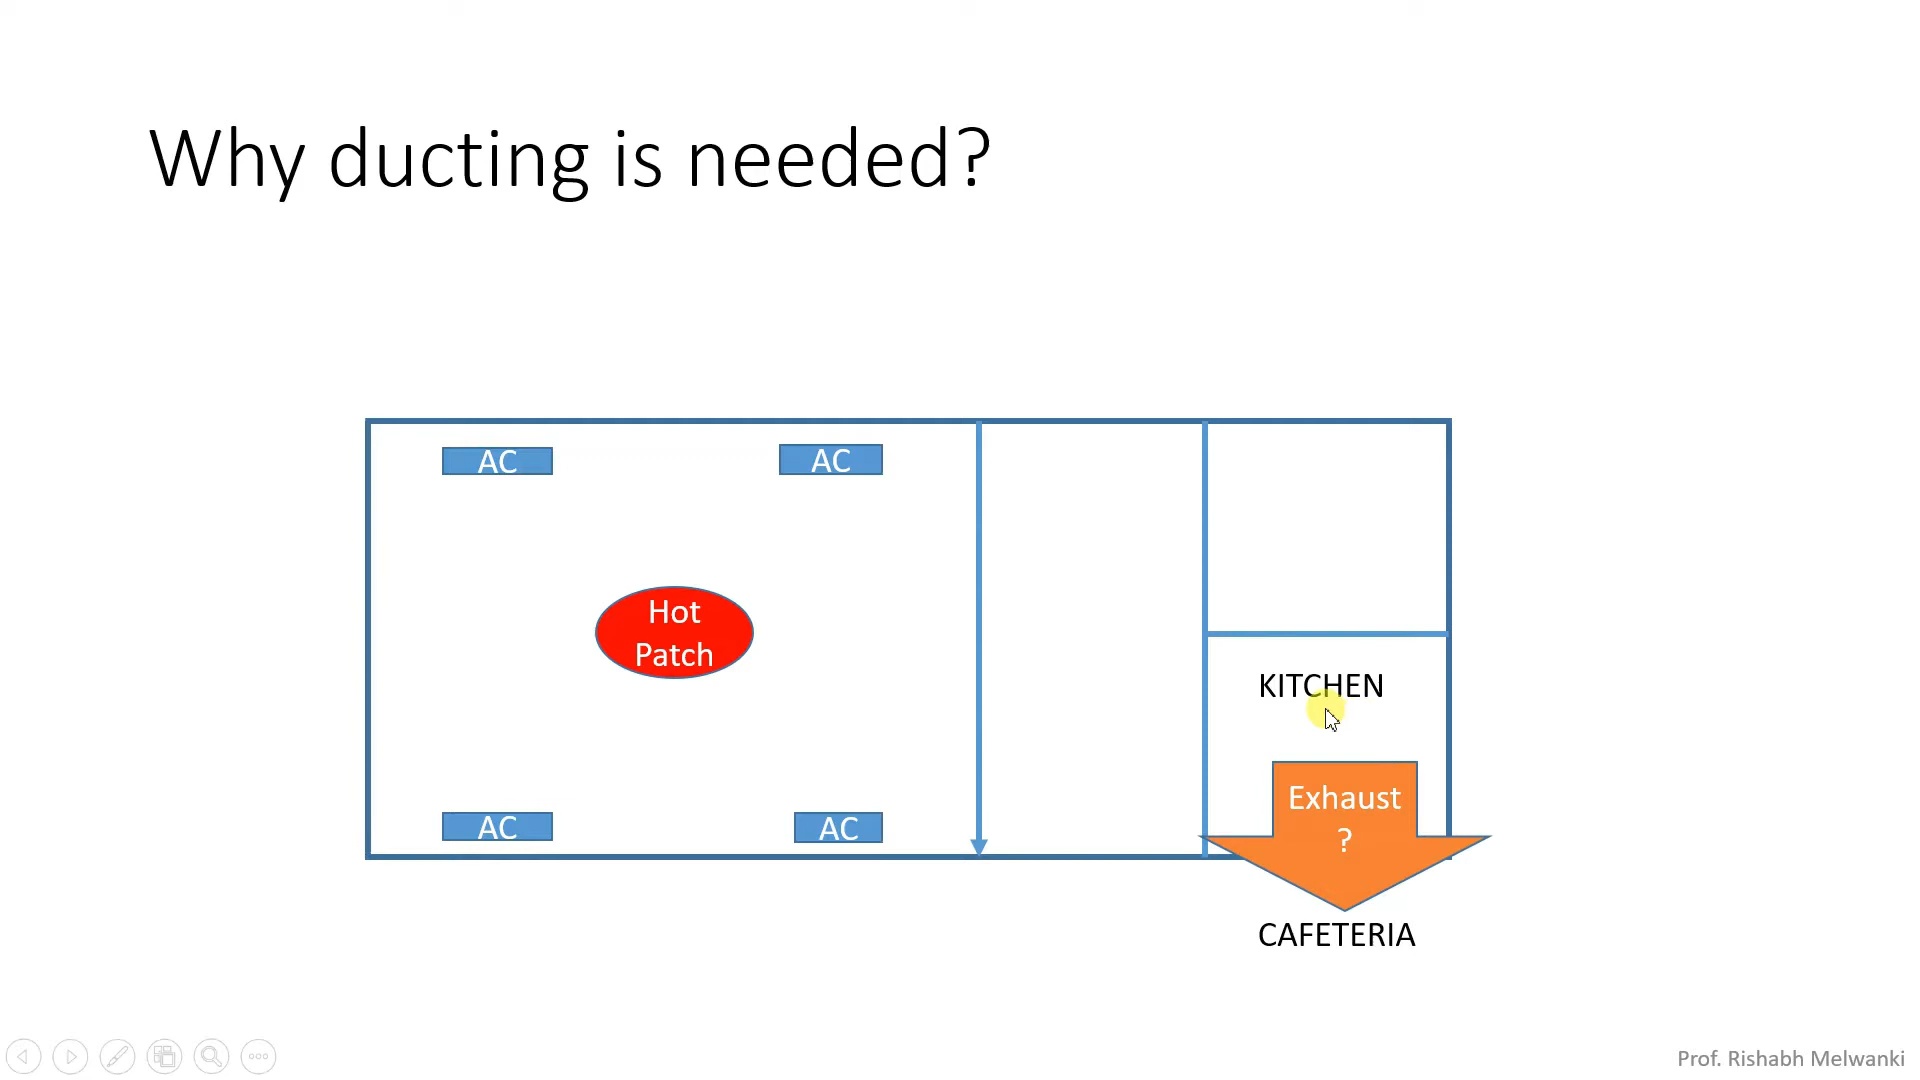 Why ducting is needed?
AC
AC
Hot
Patch
KITCHEN
AC
AC
Exhaust
?
CAFETERIA
Prof. Rishabh Melwanki